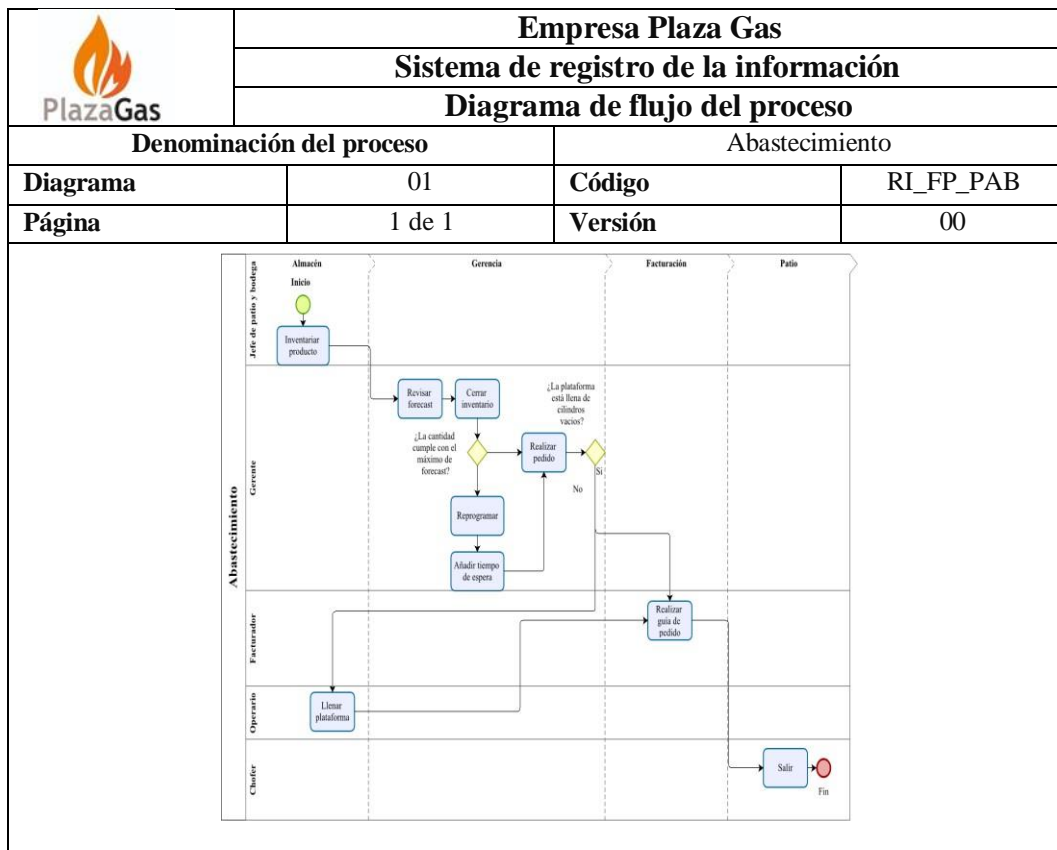 PlazaGas
Empresa Plaza Gas
Sistema de registro de la información
Diagrama de flujo del proceso
Denominación del proceso
Abastecimiento
Diagrama
01
Código
RI_FP_PAB
Página
1 de 1
Versión
00
Abastecimiento
Almacén
Gerencia
Facturación
Patio
Jefe de patio y bodega
Inicio
Inventariar
producto
Gerente
Revisar
forecast
Cerrar
inventario
¿La plataforma
está llena de
cilindros
vacios?
¿La cantidad
cumple con el
máximo de
forecast?
Realizar
pedido
Si
No
Reprogramar
Añadir tiempo
de espera
Facturador
Realizar
guia de
pedido
Operario
Llenar
plataforma
Chofer
Salir
Fin